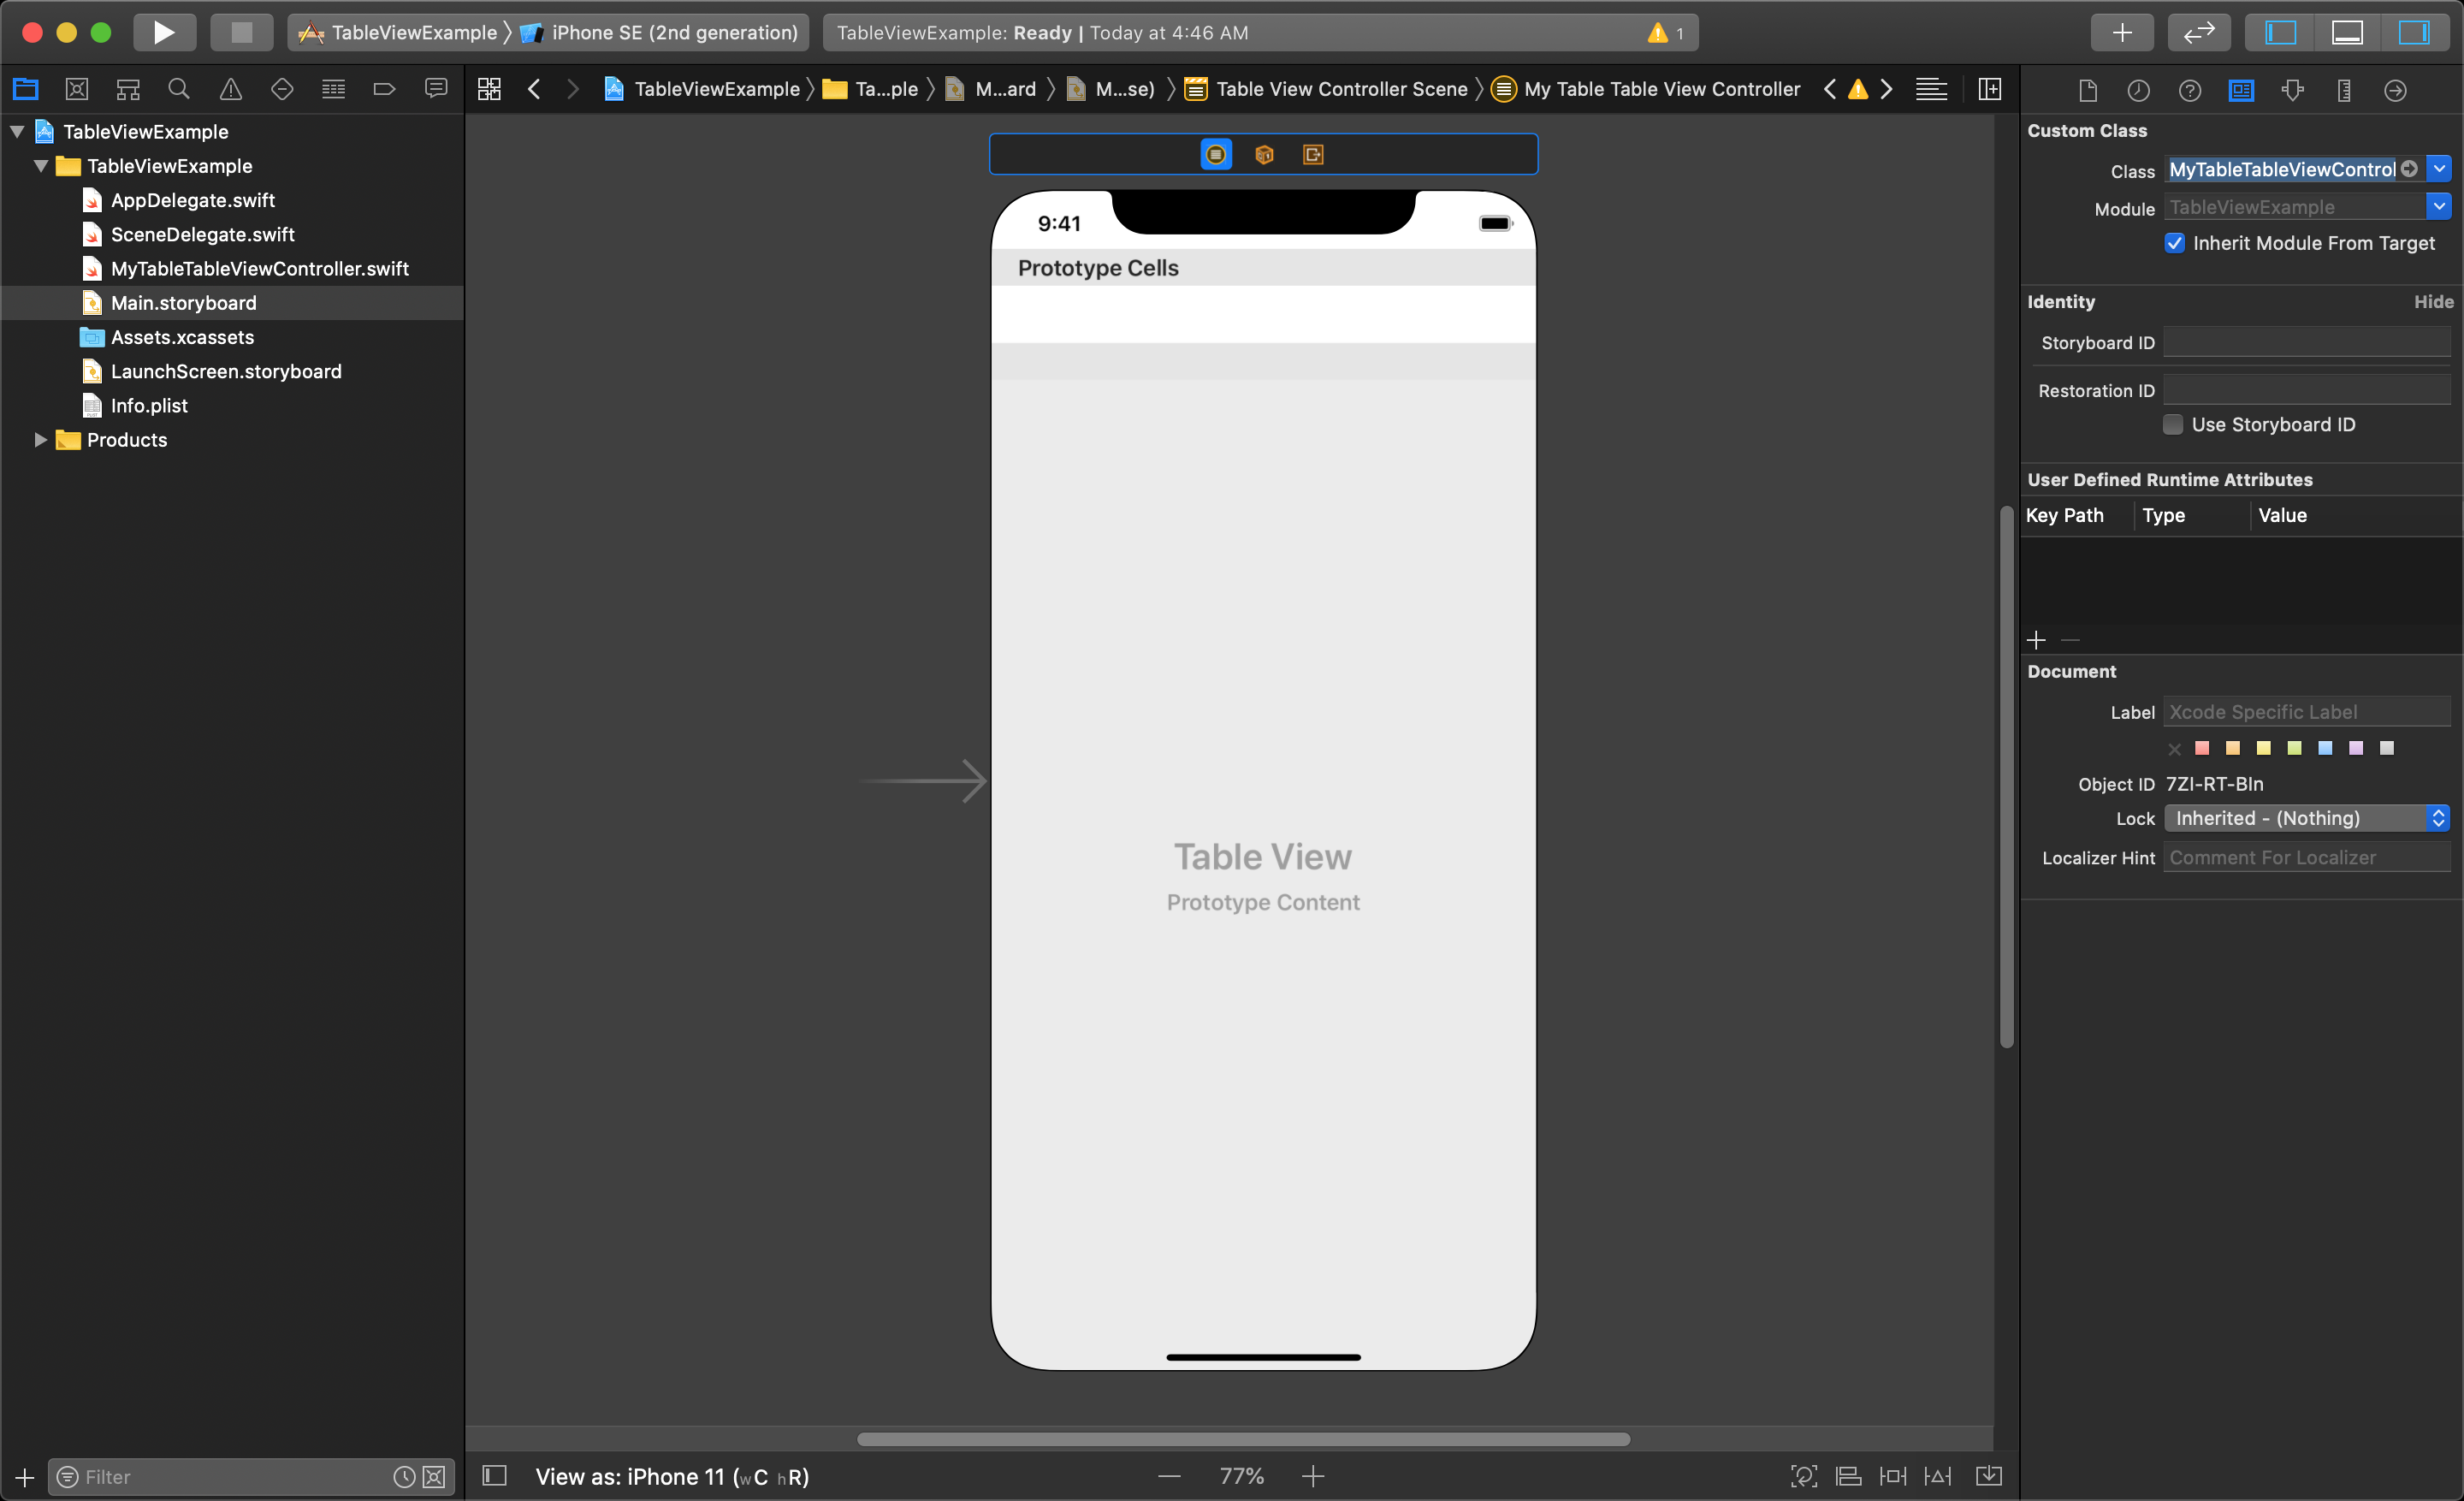 TableViewExample iPhone SE (2nd generation)
TableViewExample: Ready | Today at 4:46 AM
1
TableViewExample Ta...ple M...ard M...se) Table View Controller Scene My Table Table View Controller
TableViewExample
TableViewExample
AppDelegate.swift
SceneDelegate.swift
MyTableTableViewController.swift
Main.storyboard
Assets.xcassets
LaunchScreen.storyboard
Info.plist
Products
Filter
9:41
Prototype Cells
Table View
Prototype Content
View as: iPhone 11 (wC hR)
77%
Custom Class
Class MyTableTableViewControl
Module TableViewExample
Inherit Module From Target
Identity Hide
Storyboard ID
Restoration ID
Use Storyboard ID
User Defined Runtime Attributes
Key Path Type Value
Document
Label Xcode Specific Label
Object ID 7ZI-RT-BIn
Lock Inherited - (Nothing)
Localizer Hint Comment For Localizer